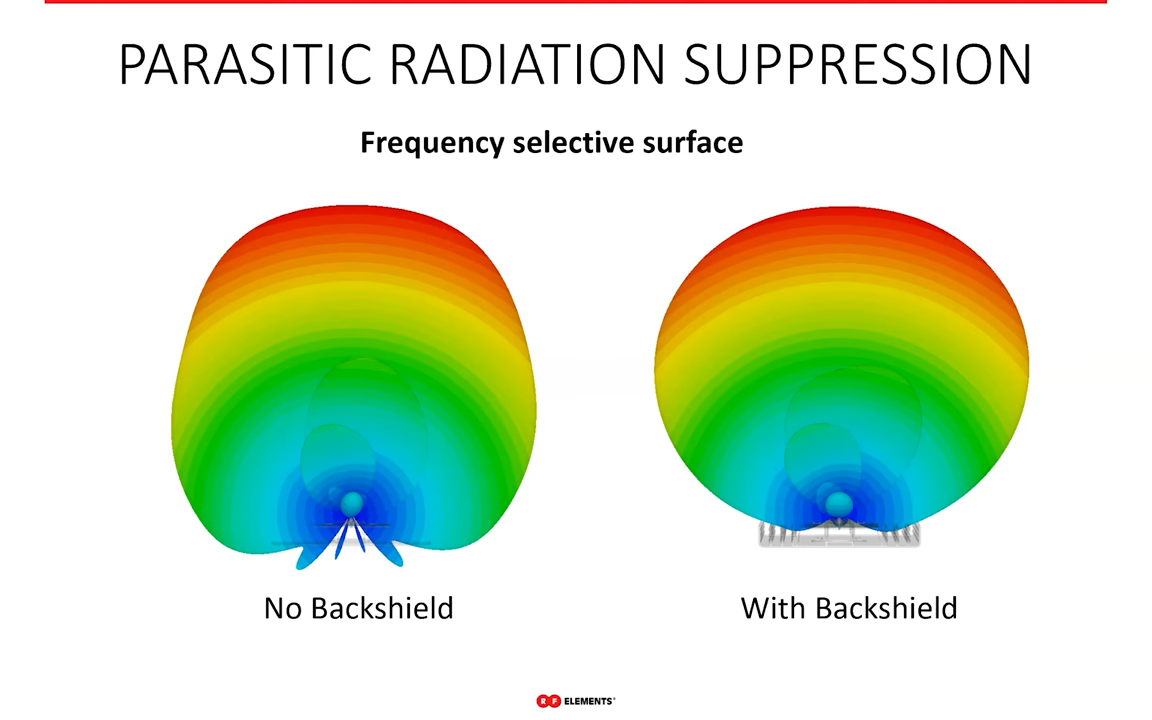 PARASITIC RADIATION SUPPRESSION
Frequency selective surface
No Backshield
With Backshield
RF ELEMENTS